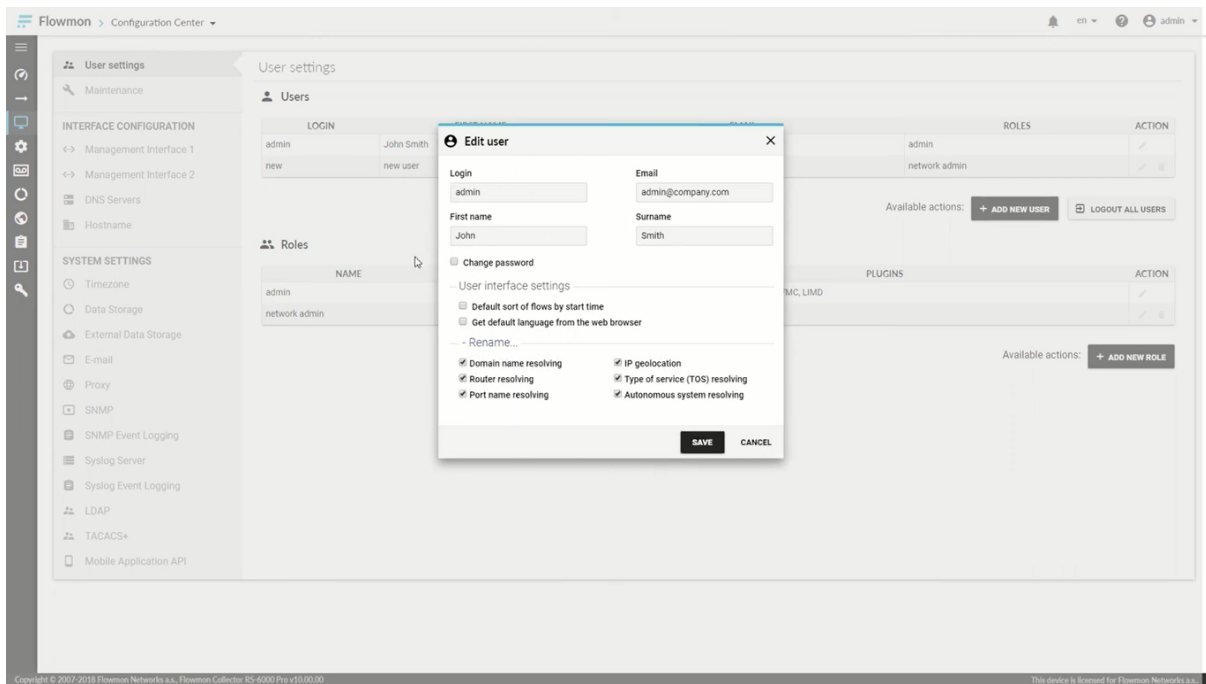 Flowmon > Configuration Center
en
admin
User settings
Maintenance
INTERFACE CONFIGURATION
Management Interface 1
Management Interface 2
DNS Servers
Hostname
SYSTEM SETTINGS
Timezone
Data Storage
External Data Storage
E-mail
Proxy
SNMP
SNMP Event Logging
Syslog Server
Syslog Event Logging
LDAP
TACACS+
Mobile Application API
User settings
Users
LOGIN ROLES ACTION
admin John Smith admin
new new user network admin
Available actions: + ADD NEW USER LOGOUT ALL USERS
Roles
NAME PLUGINS ACTION
admin MC, LIMD
network admin
Available actions: + ADD NEW ROLE
Edit user
Login Email
admin admin@company.com
First name Surname
John Smith
Change password
User interface settings
Default sort of flows by start time
Get default language from the web browser
- Rename...
Domain name resolving IP geolocation
Router resolving Type of service (TOS) resolving
Port name resolving Autonomous system resolving
SAVE CANCEL
Copyright © 2007-2018 Flowmon Networks a.s., Flowmon Collector R5-6000 Pro v10.00.00
This device is licensed for Flowmon Networks a.s..